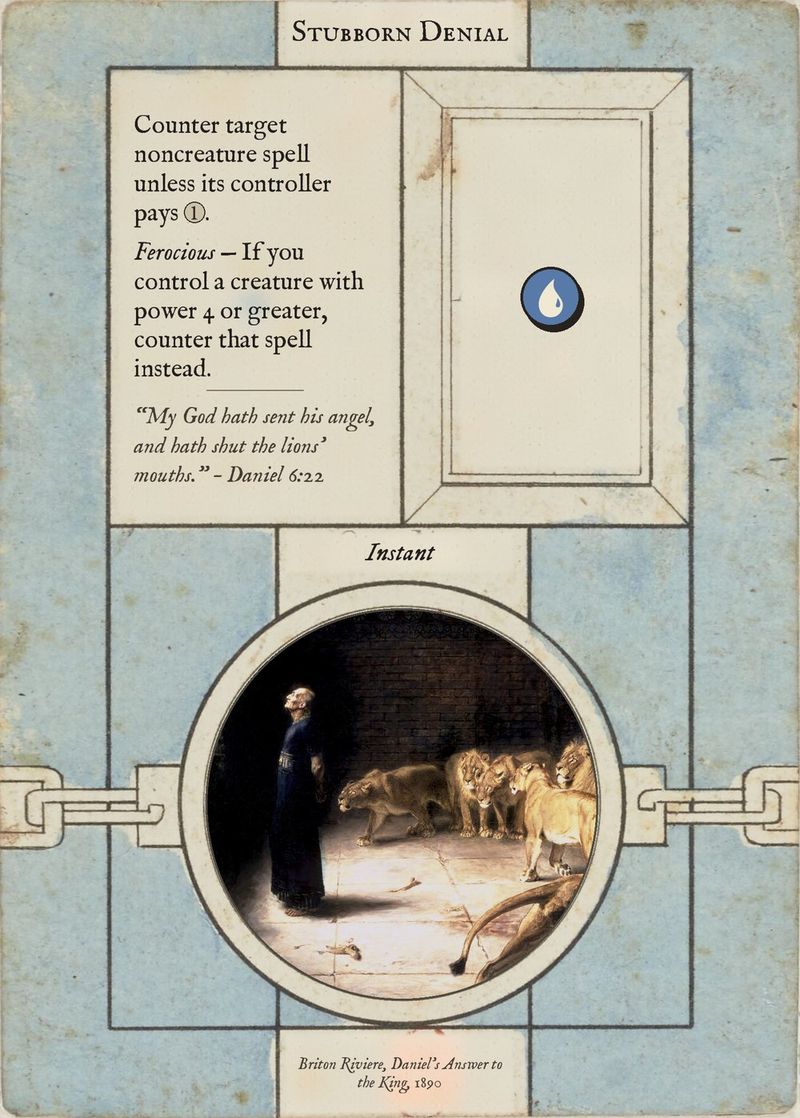 Stubborn Denial
Counter target
noncreature spell
unless its controller
pays 1.
Ferocious – If you
control a creature with
power 4 or greater,
counter that spell
instead.
“My God hath sent his angel,
and hath shut the lions’
mouths.” – Daniel 6:22
Instant
Briton Riviere, Daniel’s Answer to
the King, 1890